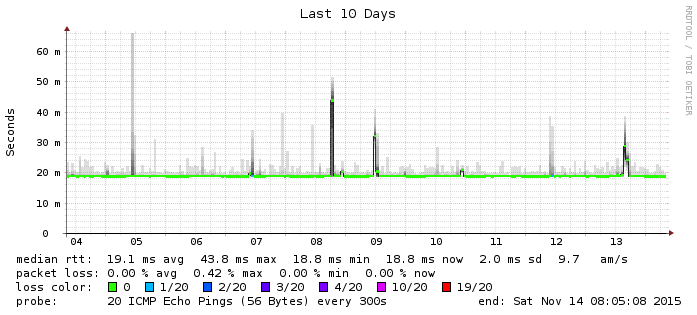 Last 10 Days
RRDTOOL / TOBI OETIKER
Seconds
60 m
50 m
40 m
30 m
20 m
10 m
0
04 05 06 07 08 09 10 11 12 13
median rtt: 19.1 ms avg 43.8 ms max 18.8 ms min 18.8 ms now 2.0 ms sd 9.7 am/s
packet loss: 0.00 % avg 0.42 % max 0.00 % min 0.00 % now
loss color: 0 1/20 2/20 3/20 4/20 10/20 19/20
probe: 20 ICMP Echo Pings (56 Bytes) every 300s end: Sat Nov 14 08:05:08 2015